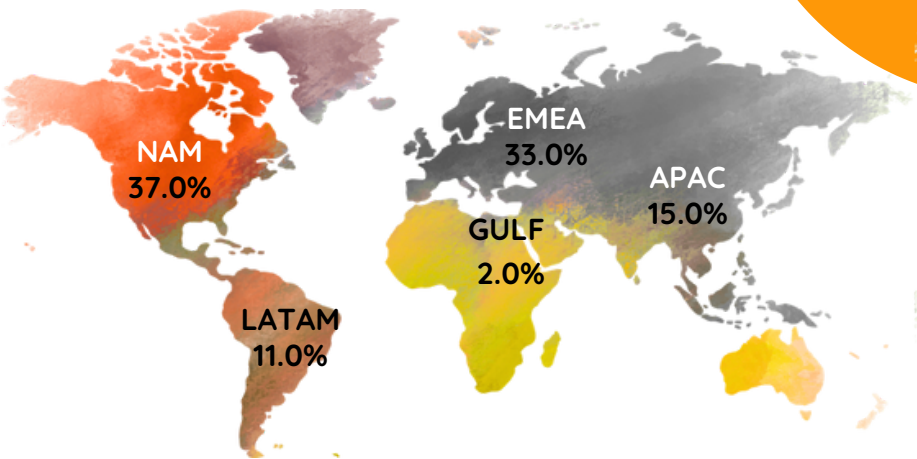 NAM
37.0%
EMEA
33.0%
APAC
15.0%
GULF
2.0%
LATAM
11.0%